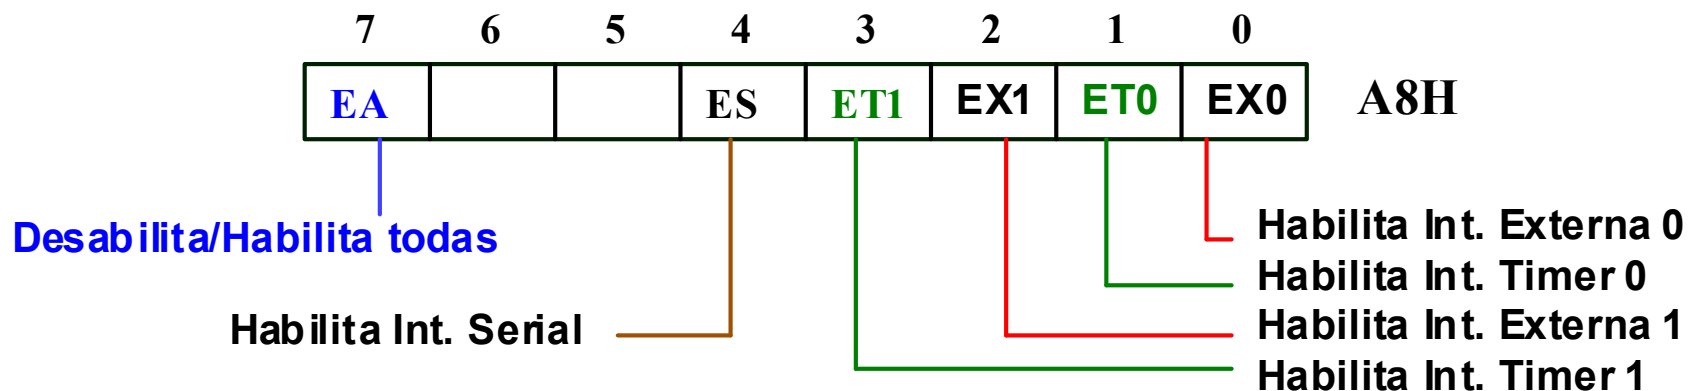 7 6 5 4 3 2 1 0
EA ES ET1 EX1 ET0 EX0 A8H
Desabilita/Habilita todas
Habilita Int. Externa 0
Habilita Int. Timer 0
Habilita Int. Serial
Habilita Int. Externa 1
Habilita Int. Timer 1